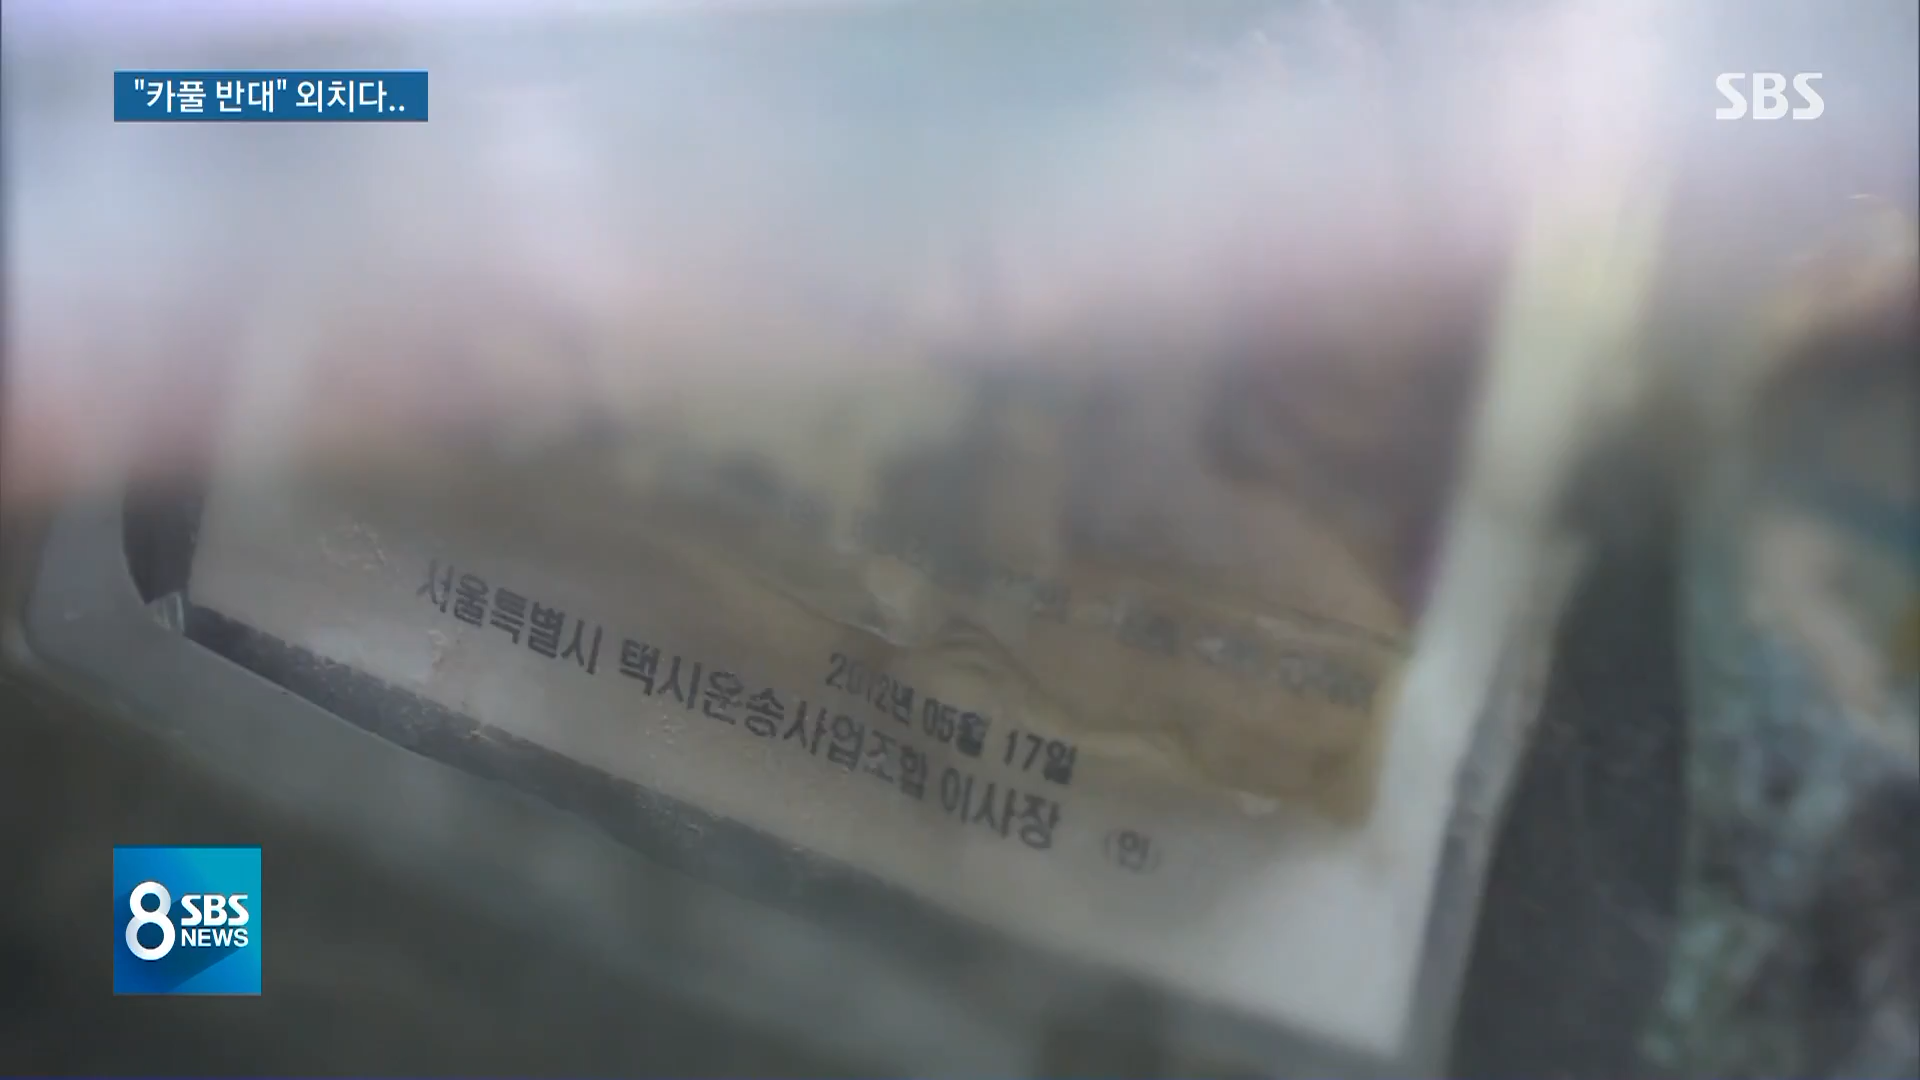 "카풀 반대" 외치다..
SBS
2012년 05월 17일
서울특별시 택시운송사업조합 이사장 (인)
8 SBS
NEWS